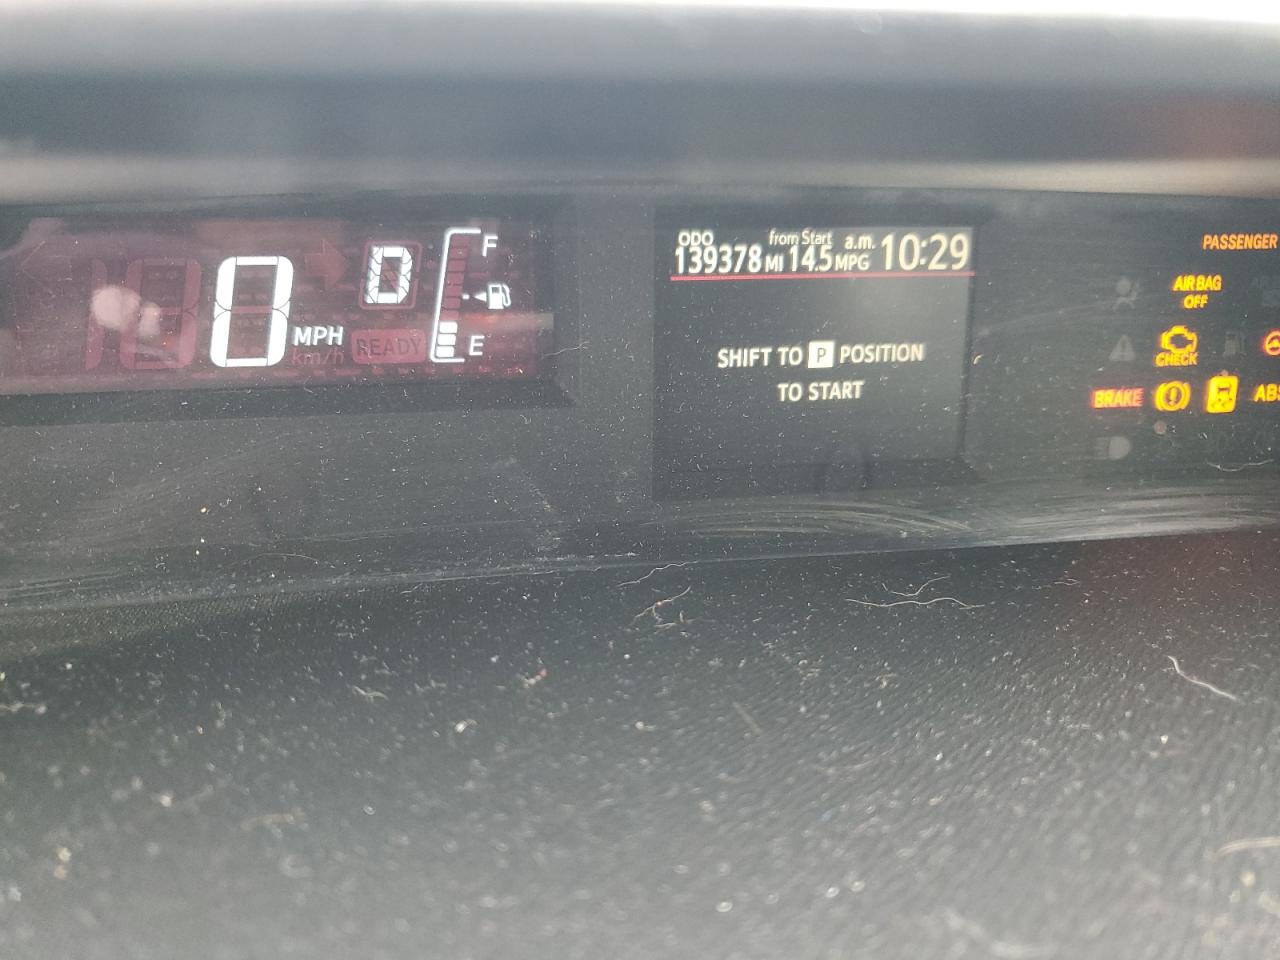 0 MPH
km/h
READY
D
F
E
ODO
139378 MI
from Start
14.5 MPG
a.m. 10:29
SHIFT TO P POSITION
TO START
PASSENGER
AIR BAG
OFF
CHECK
BRAKE
ABS